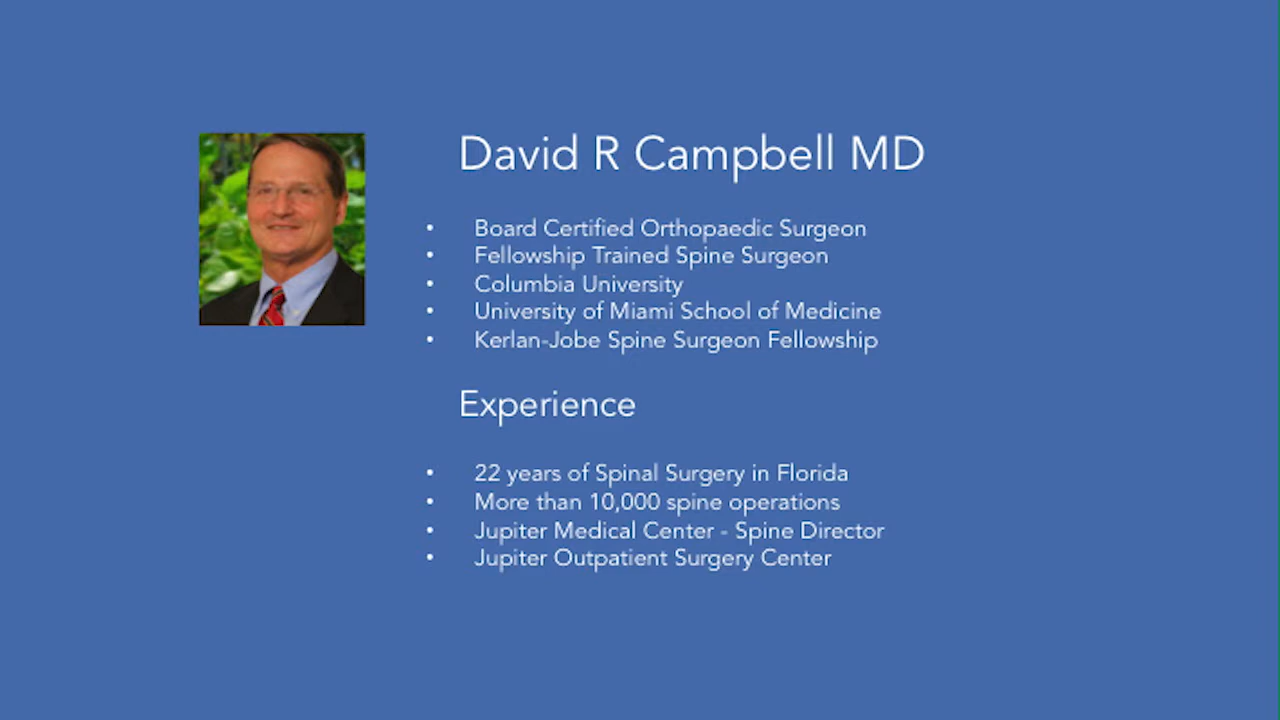 David R Campbell MD
• Board Certified Orthopaedic Surgeon
• Fellowship Trained Spine Surgeon
• Columbia University
• University of Miami School of Medicine
• Kerlan-Jobe Spine Surgeon Fellowship
Experience
• 22 years of Spinal Surgery in Florida
• More than 10,000 spine operations
• Jupiter Medical Center - Spine Director
• Jupiter Outpatient Surgery Center